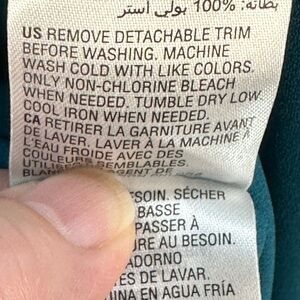 بطانة: %100 بولي استر
US REMOVE DETACHABLE TRIM
BEFORE WASHING. MACHINE
WASH COLD WITH LIKE COLORS.
ONLY NON-CHLORINE BLEACH
WHEN NEEDED. TUMBLE DRY LOW
COOL IRON WHEN NEEDED.
CA RETIRER LA GARNITURE AVANT
DE LAVER. LAVER À LA MACHINE À
L'EAU FROIDE AVEC DES
COULEURS SEMBLABLES.
SOIN. SÉCHER
BASSE
PASSER À
AU BESOIN.
ADORNO
DE LAVAR.
EN AGUA FRÍA